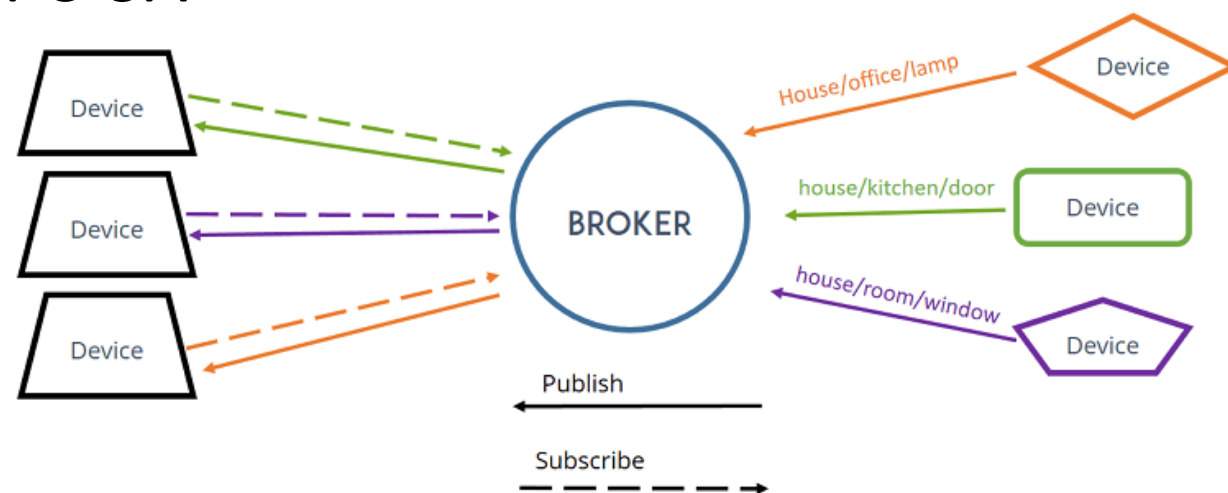 Device
House/office/lamp
Device
Device
BROKER
house/kitchen/door
Device
Device
house/room/window
Device
Publish
Subscribe